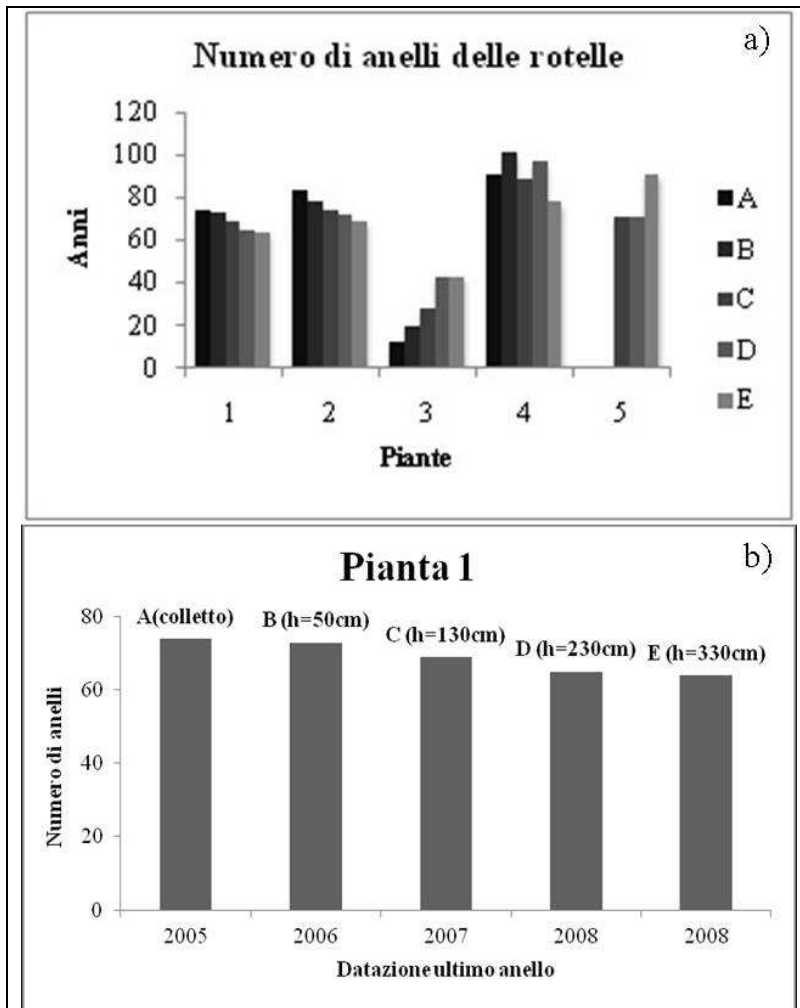 a)
Numero di anelli delle rotelle
120
100
80
60
40
20
0
Anni
1 2 3 4 5
Piante
A
B
C
D
E
b)
Pianta 1
80
60
40
20
0
Numero di anelli
A(colletto) B (h=50cm) C (h=130cm) D (h=230cm) E (h=330cm)
2005 2006 2007 2008 2008
Datazione ultimo anello